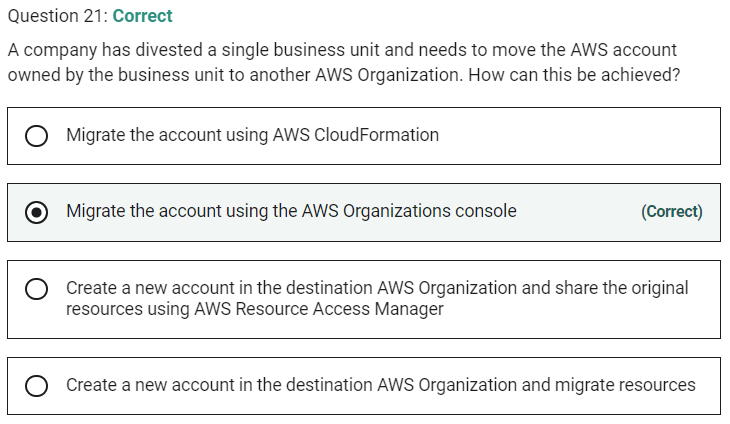 Question 21: Correct
A company has divested a single business unit and needs to move the AWS account
owned by the business unit to another AWS Organization. How can this be achieved?
Migrate the account using AWS CloudFormation
Migrate the account using the AWS Organizations console (Correct)
Create a new account in the destination AWS Organization and share the original
resources using AWS Resource Access Manager
Create a new account in the destination AWS Organization and migrate resources